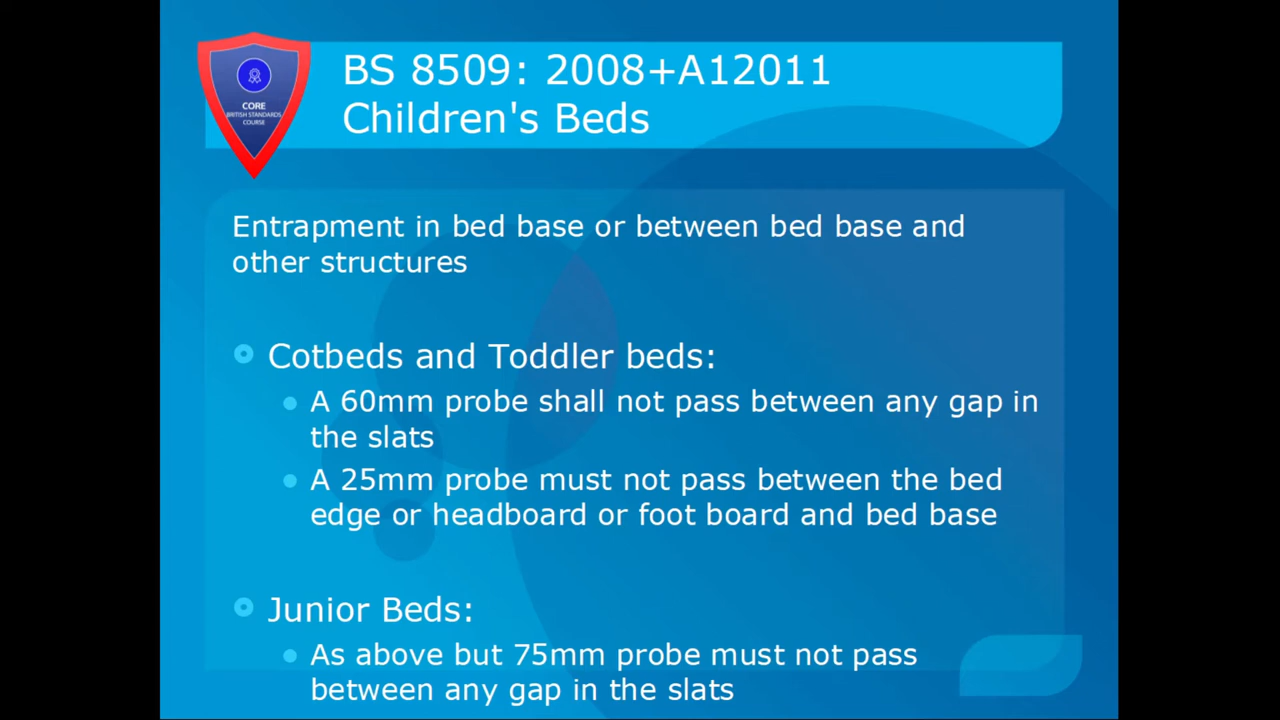 BS 8509: 2008+A12011
Children's Beds
CORE
BRITISH STANDARDS
COURSE
Entrapment in bed base or between bed base and
other structures
Cotbeds and Toddler beds:
A 60mm probe shall not pass between any gap in
the slats
A 25mm probe must not pass between the bed
edge or headboard or foot board and bed base
Junior Beds:
As above but 75mm probe must not pass
between any gap in the slats